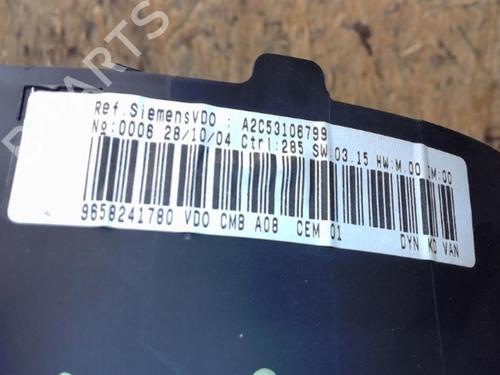 Ref.SiemensVDO : A2C53106799
No:0006 28/10/04 Ctrl:285 SW:03.15 HW:M.00 IM:00
9658241780 VDO CMB A08 CEM 01 DYN KO VAN